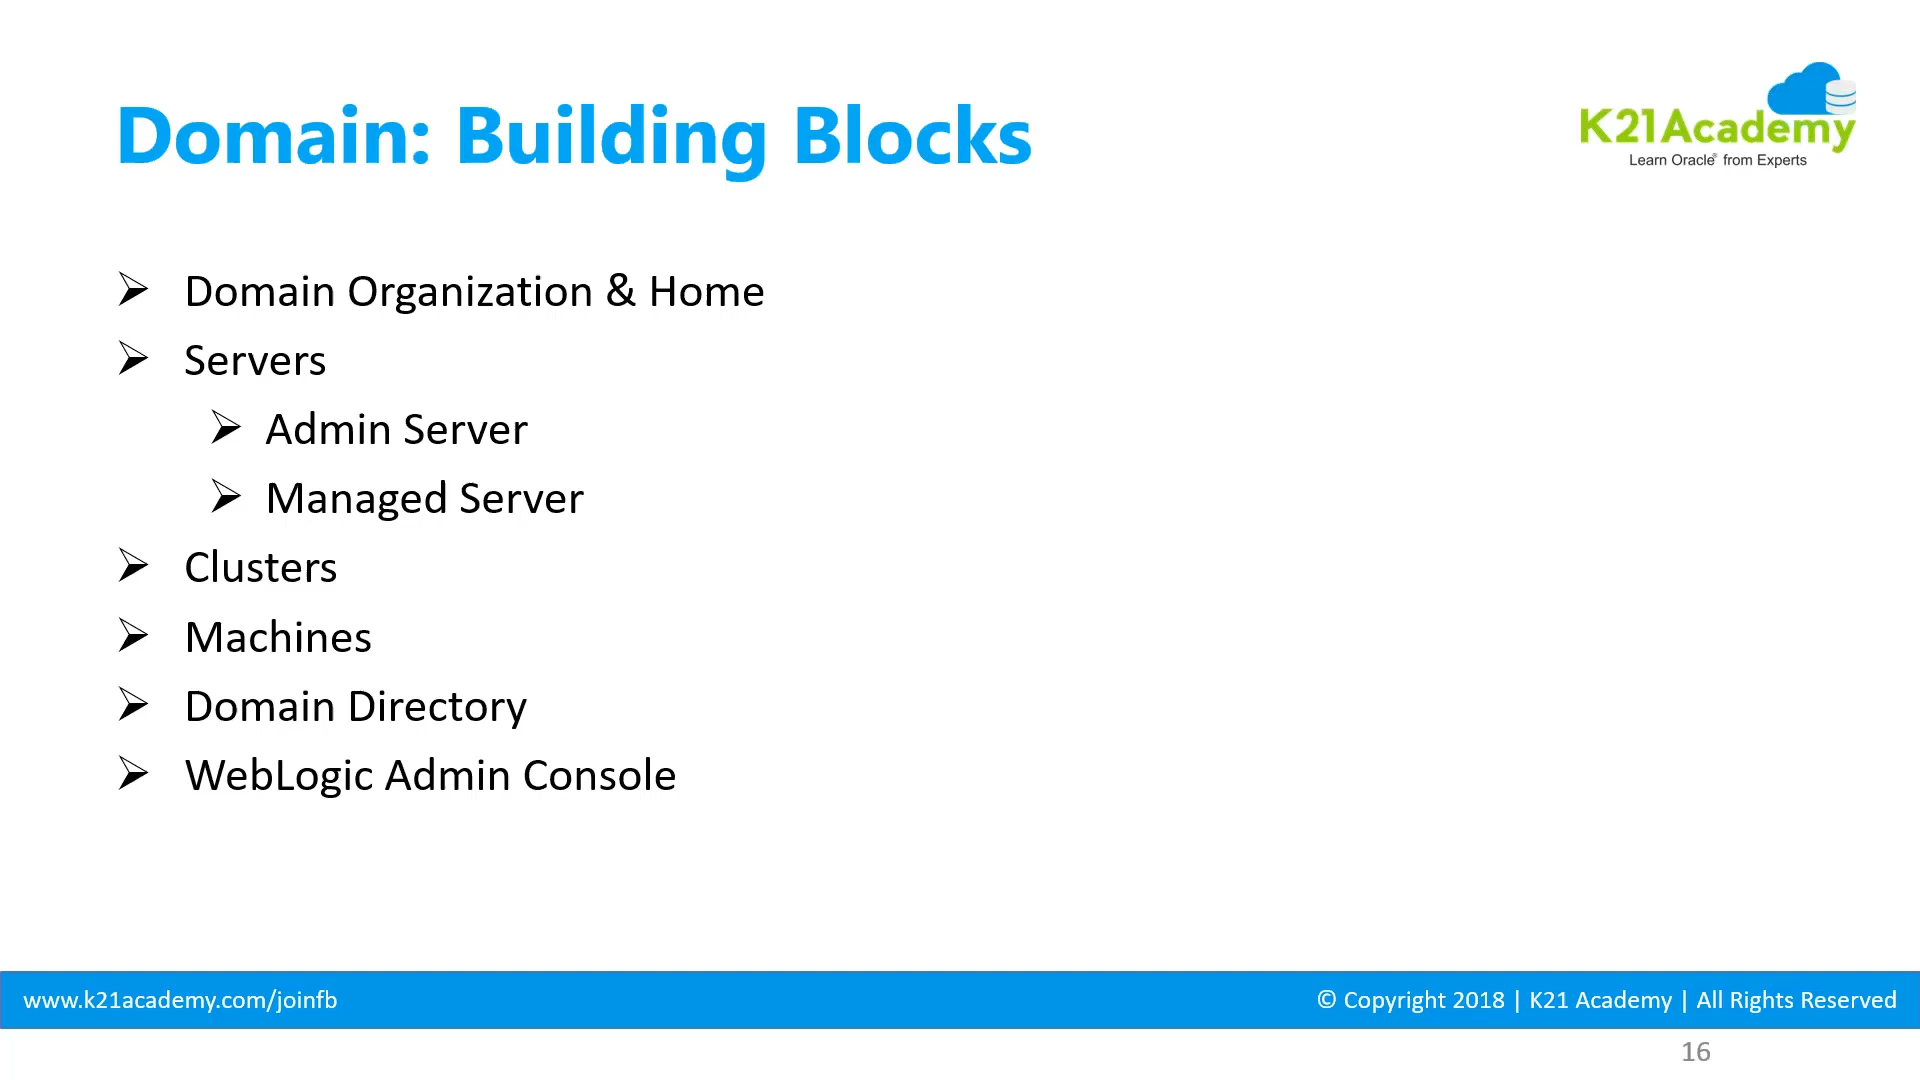 Domain: Building Blocks
K21Academy
Learn Oracle® from Experts
➢ Domain Organization & Home
➢ Servers
➢ Admin Server
➢ Managed Server
➢ Clusters
➢ Machines
➢ Domain Directory
➢ WebLogic Admin Console
www.k21academy.com/joinfb
© Copyright 2018 | K21 Academy | All Rights Reserved
16